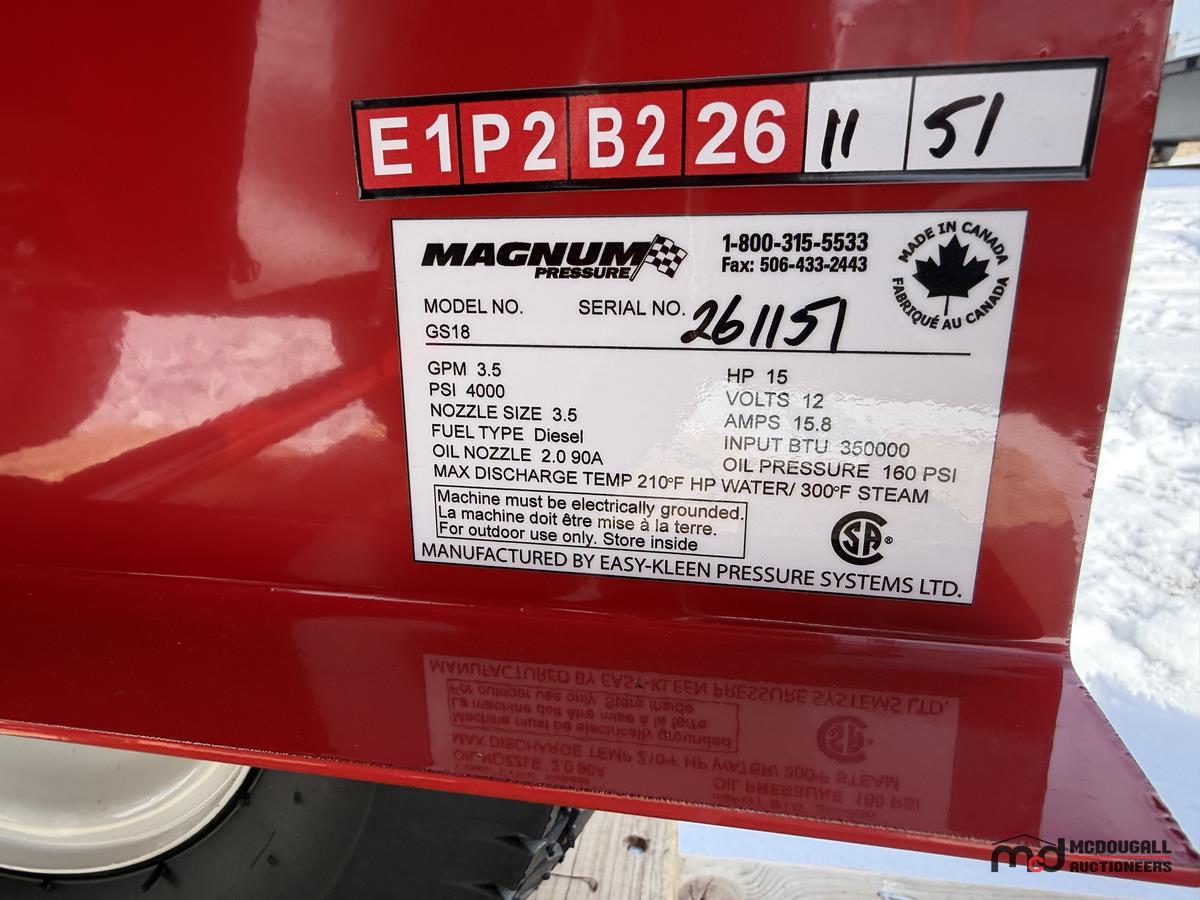 E1 P2 B2 26 11 51
MAGNUM PRESSURE
1-800-315-5533
Fax: 506-433-2443
MADE IN CANADA
FABRIQUÉ AU CANADA
MODEL NO. SERIAL NO. 261151
GS18
GPM 3.5 HP 15
PSI 4000 VOLTS 12
NOZZLE SIZE 3.5 AMPS 15.8
FUEL TYPE Diesel INPUT BTU 350000
OIL NOZZLE 2.0 90A OIL PRESSURE 160 PSI
MAX DISCHARGE TEMP 210°F HP WATER/ 300°F STEAM
Machine must be electrically grounded.
La machine doit être mise à la terre.
For outdoor use only. Store inside
CSA®
MANUFACTURED BY EASY-KLEEN PRESSURE SYSTEMS LTD.
mcd MCDOUGALL
AUCTIONEERS